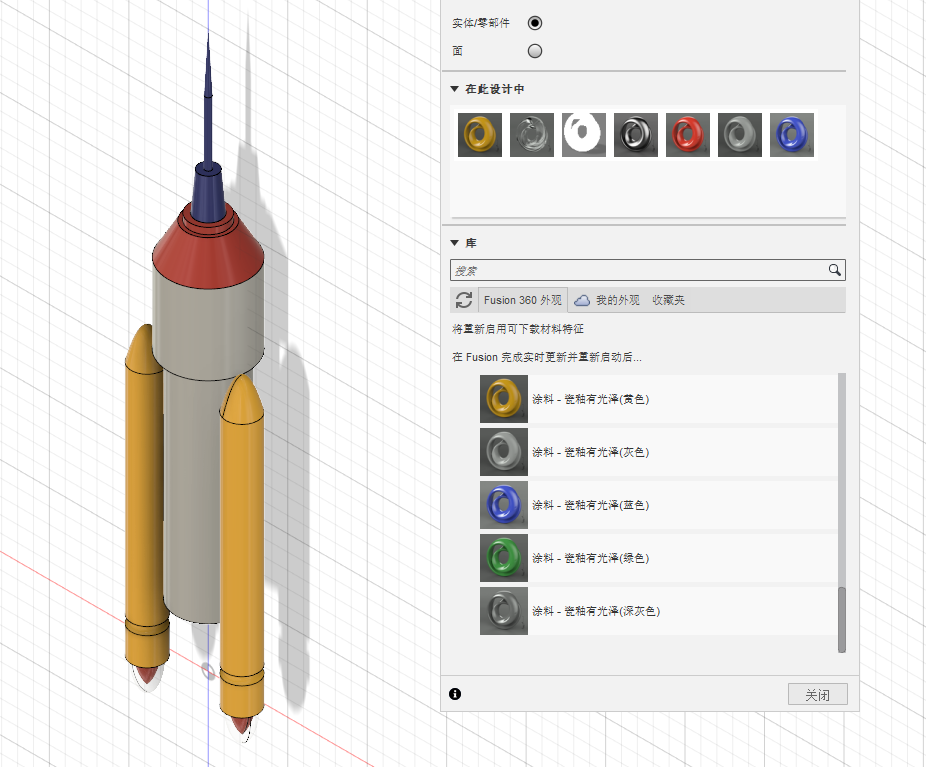 实体/零部件
面
在此设计中
库
搜索
Fusion 360 外观 我的外观 收藏夹
将重新启用可下载材料特征
在 Fusion 完成实时更新并重新启动后...
涂料 - 瓷釉有光泽(黄色)
涂料 - 瓷釉有光泽(灰色)
涂料 - 瓷釉有光泽(蓝色)
涂料 - 瓷釉有光泽(绿色)
涂料 - 瓷釉有光泽(深灰色)
关闭